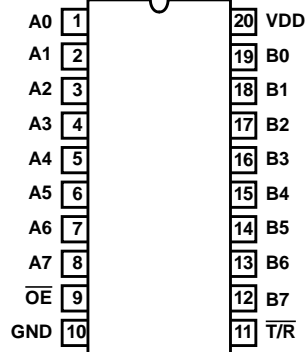 A0 1 20 VDD
A1 2 19 B0
A2 3 18 B1
A3 4 17 B2
A4 5 16 B3
A5 6 15 B4
A6 7 14 B5
A7 8 13 B6
O̅E̅ 9 12 B7
GND 10 11 T̅/̅R̅